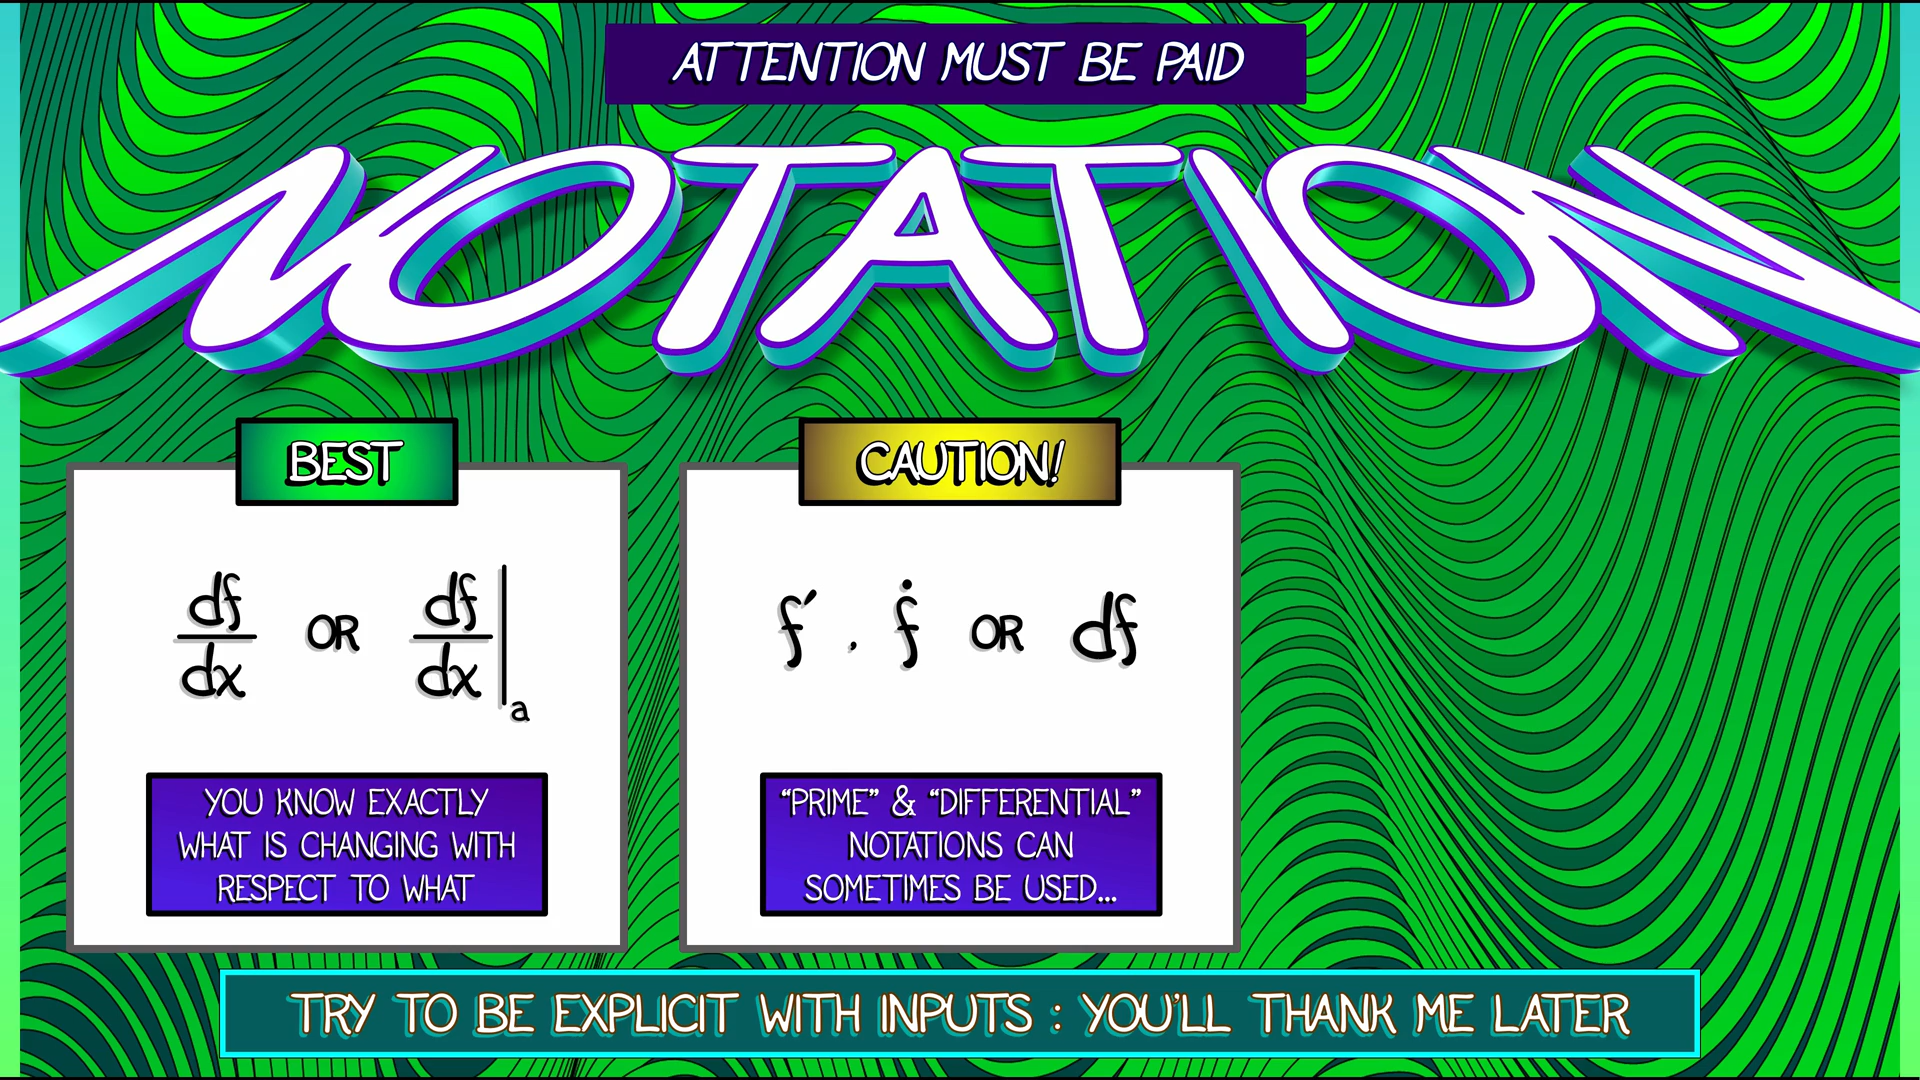 ATTENTION MUST BE PAID
NOTATION
BEST
df/dx OR df/dx|a
YOU KNOW EXACTLY
WHAT IS CHANGING WITH
RESPECT TO WHAT
CAUTION!
f′ , ḟ OR df
“PRIME” & “DIFFERENTIAL”
NOTATIONS CAN
SOMETIMES BE USED...
TRY TO BE EXPLICIT WITH INPUTS : YOU'LL THANK ME LATER